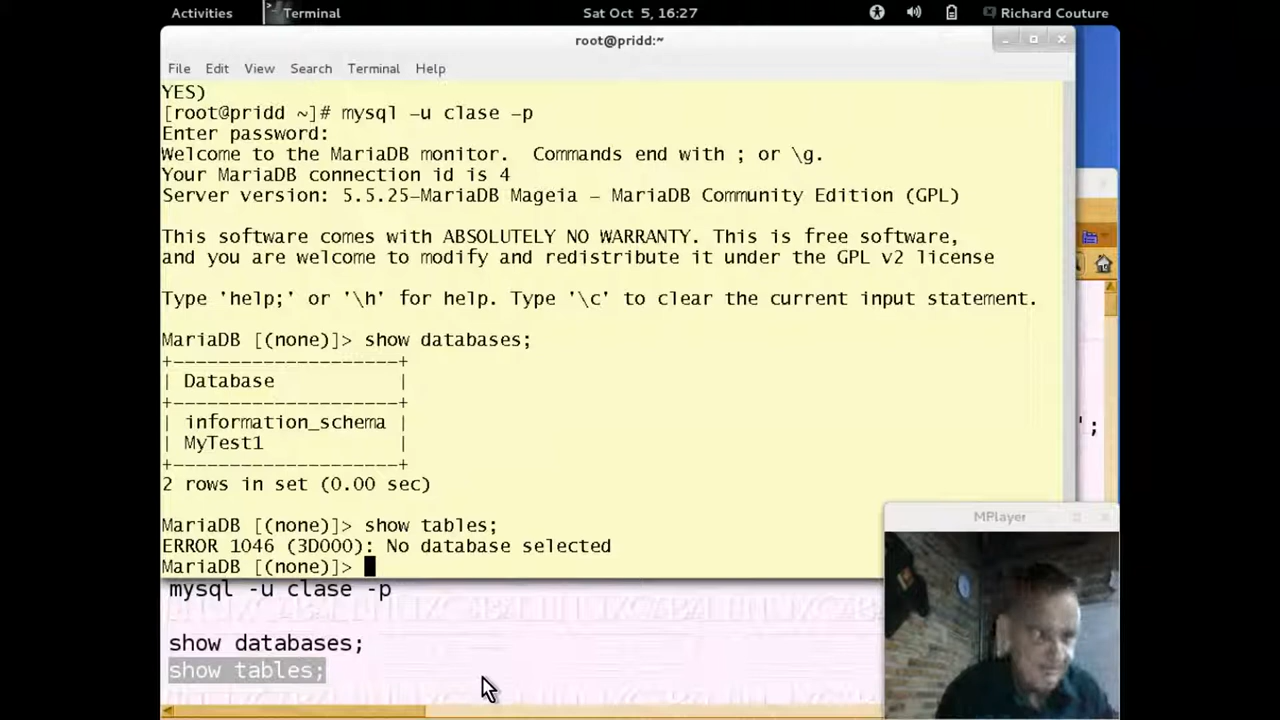 Activities Terminal Sat Oct 5, 16:27 Richard Couture
root@pridd:~
File Edit View Search Terminal Help
YES)
[root@pridd ~]# mysql -u clase -p
Enter password:
Welcome to the MariaDB monitor.  Commands end with ; or \g.
Your MariaDB connection id is 4
Server version: 5.5.25-MariaDB Mageia - MariaDB Community Edition (GPL)
This software comes with ABSOLUTELY NO WARRANTY. This is free software,
and you are welcome to modify and redistribute it under the GPL v2 license
Type 'help;' or '\h' for help. Type '\c' to clear the current input statement.
MariaDB [(none)]> show databases;
+--------------------+
| Database           |
+--------------------+
| information_schema |
| MyTest1            |
+--------------------+
2 rows in set (0.00 sec)
MariaDB [(none)]> show tables;
ERROR 1046 (3D000): No database selected
MariaDB [(none)]>
';
MPlayer
mysql -u clase -p
show databases;
show tables;